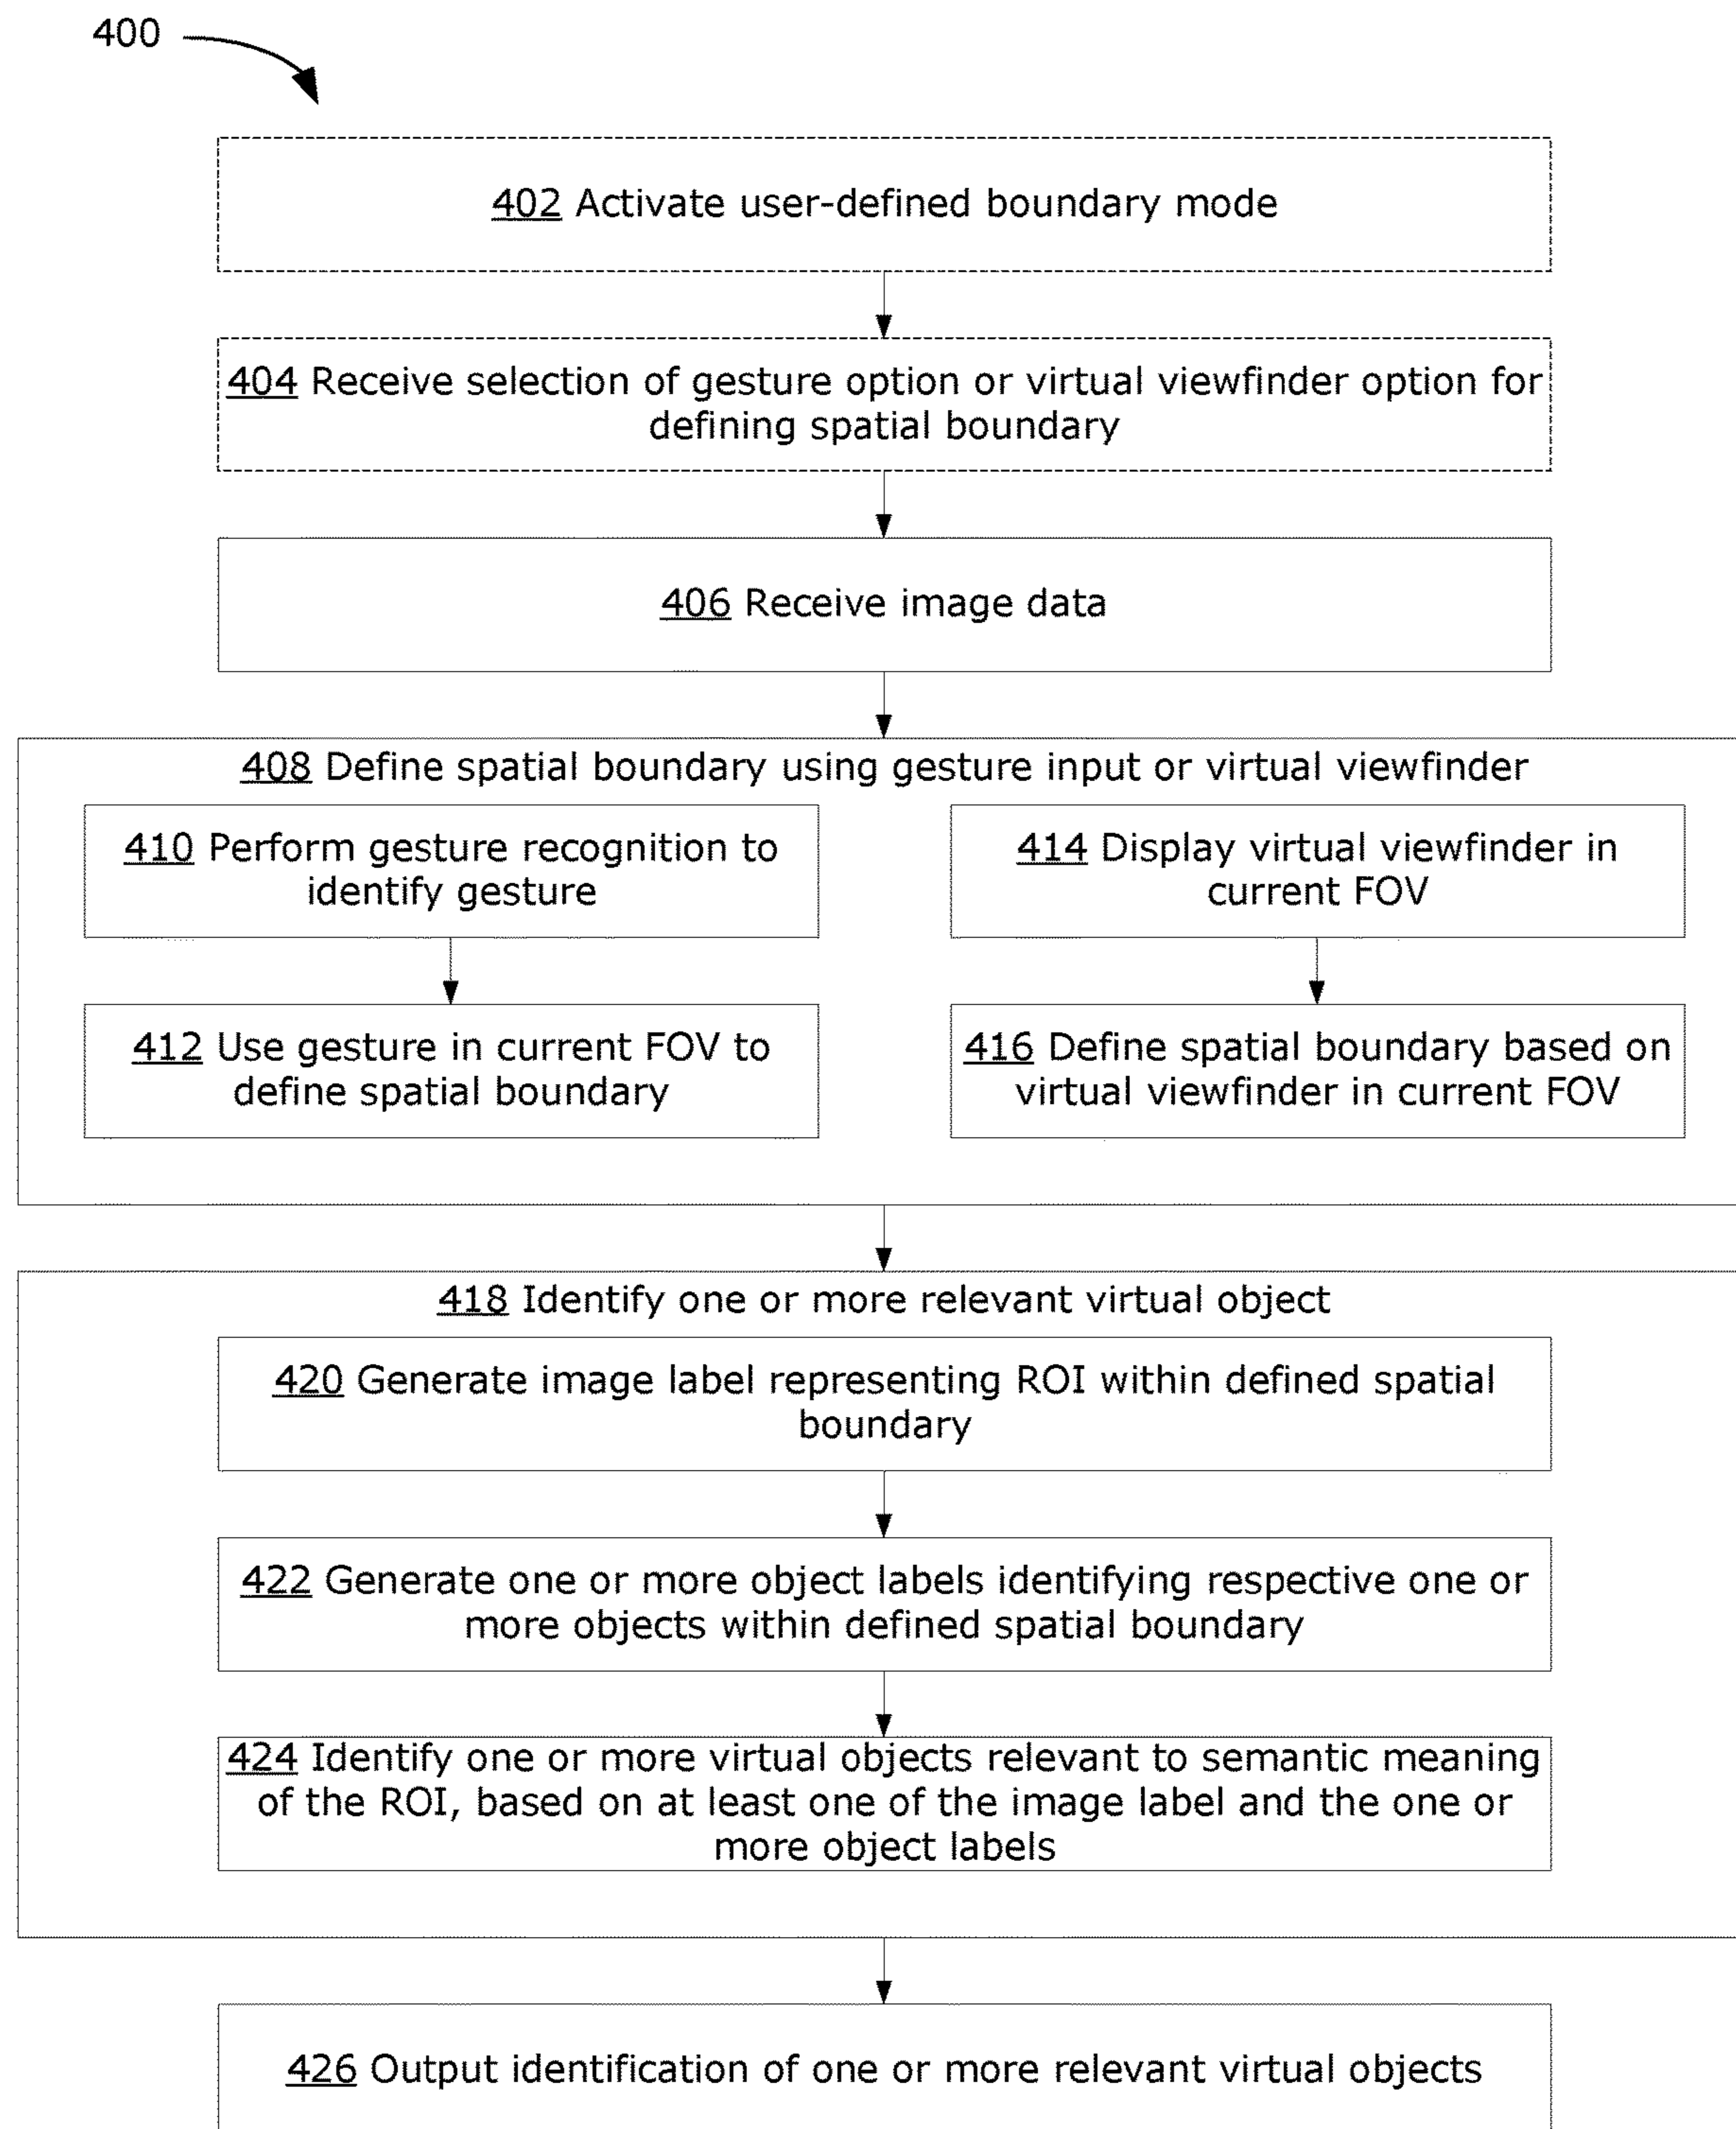 400
402 Activate user-defined boundary mode
404 Receive selection of gesture option or virtual viewfinder option for
defining spatial boundary
406 Receive image data
408 Define spatial boundary using gesture input or virtual viewfinder
410 Perform gesture recognition to
identify gesture
412 Use gesture in current FOV to
define spatial boundary
414 Display virtual viewfinder in
current FOV
416 Define spatial boundary based on
virtual viewfinder in current FOV
418 Identify one or more relevant virtual object
420 Generate image label representing ROI within defined spatial
boundary
422 Generate one or more object labels identifying respective one or
more objects within defined spatial boundary
424 Identify one or more virtual objects relevant to semantic meaning
of the ROI, based on at least one of the image label and the one or
more object labels
426 Output identification of one or more relevant virtual objects